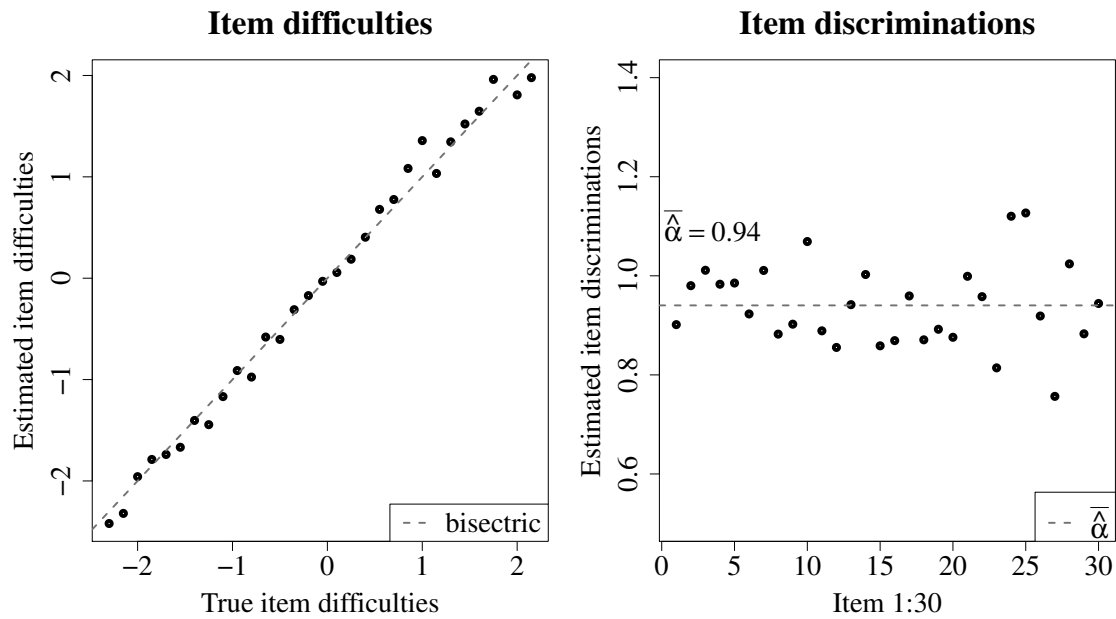 Item difficulties
Estimated item difficulties
2
1
0
−1
−2
bisectric
−2 −1 0 1 2
True item difficulties
Item discriminations
Estimated item discriminations
1.4
1.2
1.0
0.8
0.6
α̂̅ = 0.94
α̂̅
0 5 10 15 20 25 30
Item 1:30